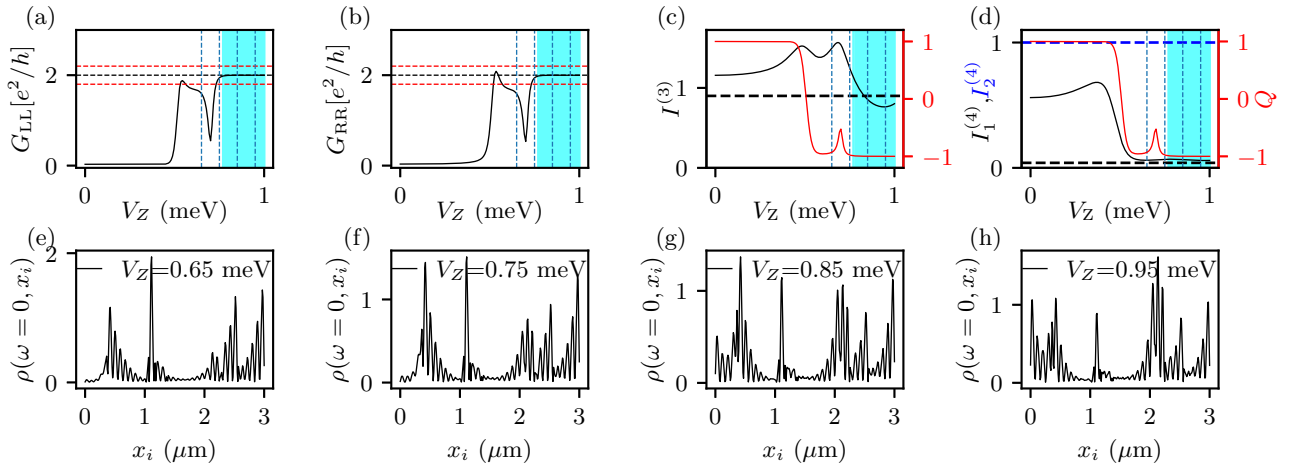 (a)
G_LL[e²/h]
2
0
0
1
V_Z (meV)
(b)
G_RR[e²/h]
2
0
0
1
V_Z (meV)
(c)
I^(3)
1
0
0
1
V_Z (meV)
1
0
−1
(d)
I_1^(4), I_2^(4)
1
0
0
1
V_Z (meV)
1
0
−1
Q
(e)
ρ(ω = 0, x_i)
2
0
V_Z=0.65 meV
0
1
2
3
x_i (μm)
(f)
ρ(ω = 0, x_i)
1
0
V_Z=0.75 meV
0
1
2
3
x_i (μm)
(g)
ρ(ω = 0, x_i)
1
0
V_Z=0.85 meV
0
1
2
3
x_i (μm)
(h)
ρ(ω = 0, x_i)
1
0
V_Z=0.95 meV
0
1
2
3
x_i (μm)